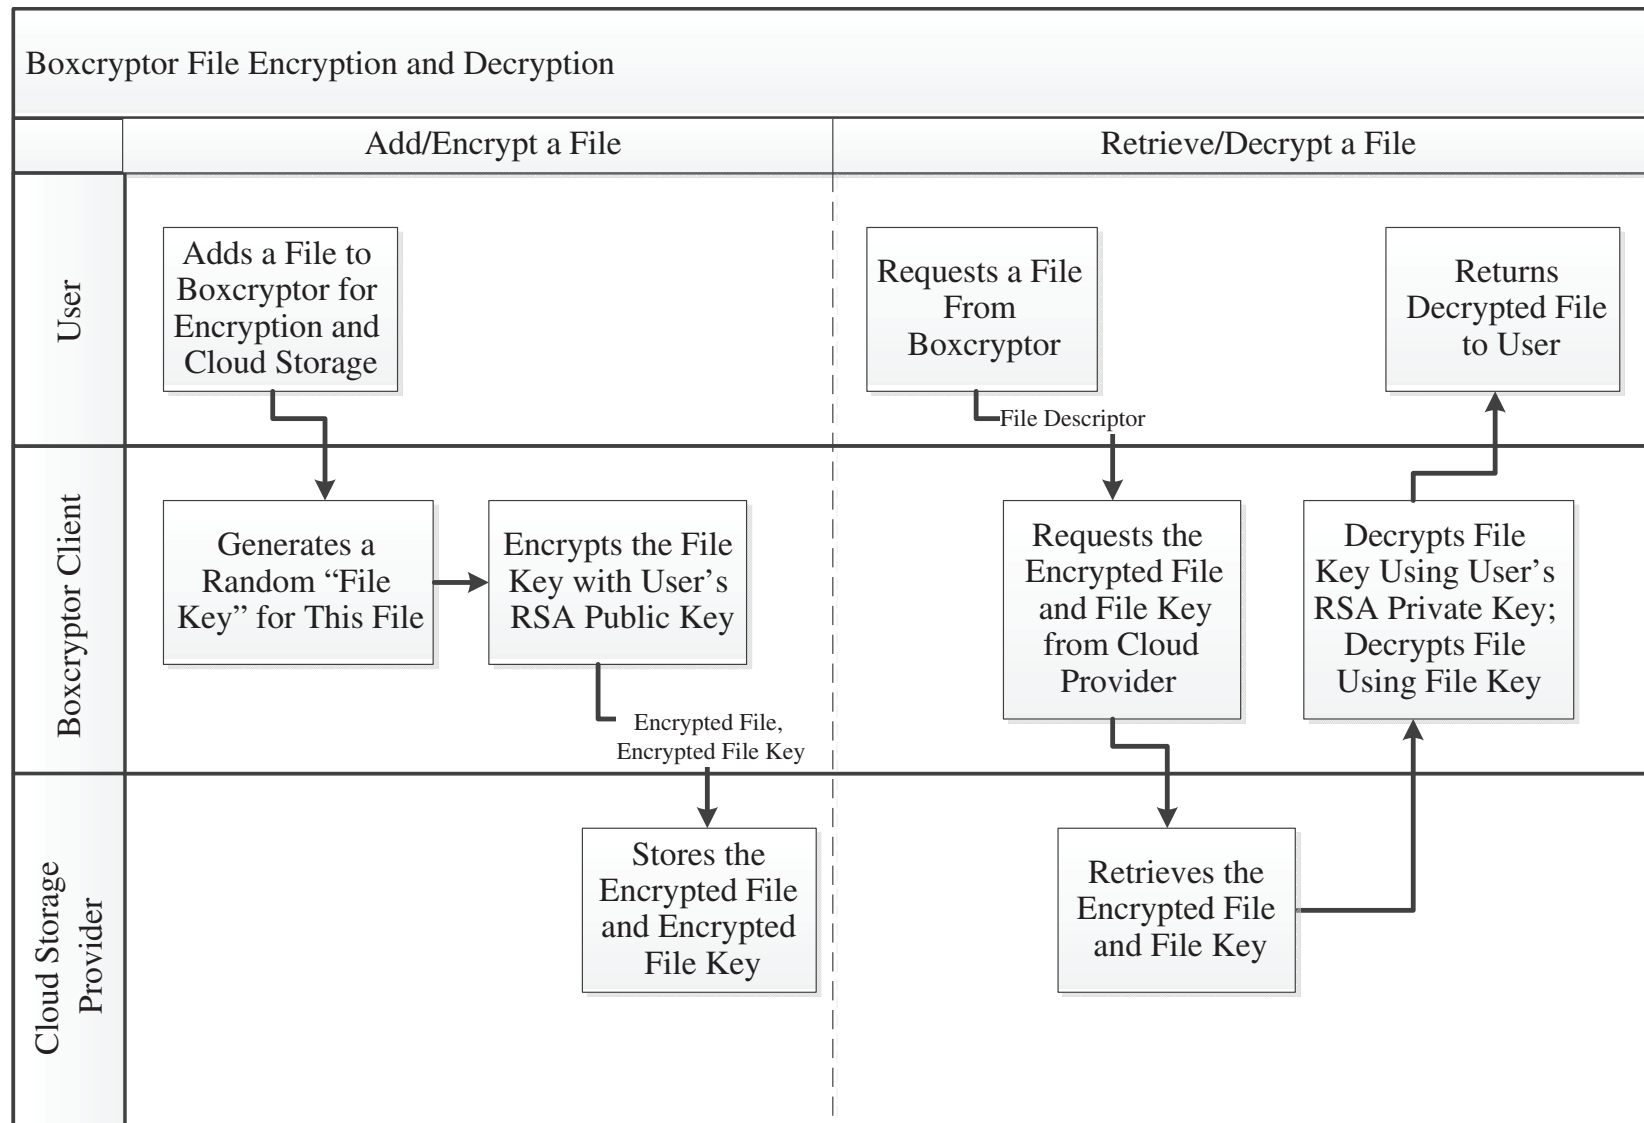 Boxcryptor File Encryption and Decryption
Add/Encrypt a File
Retrieve/Decrypt a File
User
Adds a File to
Boxcryptor for
Encryption and
Cloud Storage
Requests a File
From
Boxcryptor
Returns
Decrypted File
to User
File Descriptor
Boxcryptor Client
Generates a
Random “File
Key” for This File
Encrypts the File
Key with User’s
RSA Public Key
Requests the
Encrypted File
and File Key
from Cloud
Provider
Decrypts File
Key Using User’s
RSA Private Key;
Decrypts File
Using File Key
Encrypted File,
Encrypted File Key
Cloud Storage
Provider
Stores the
Encrypted File
and Encrypted
File Key
Retrieves the
Encrypted File
and File Key